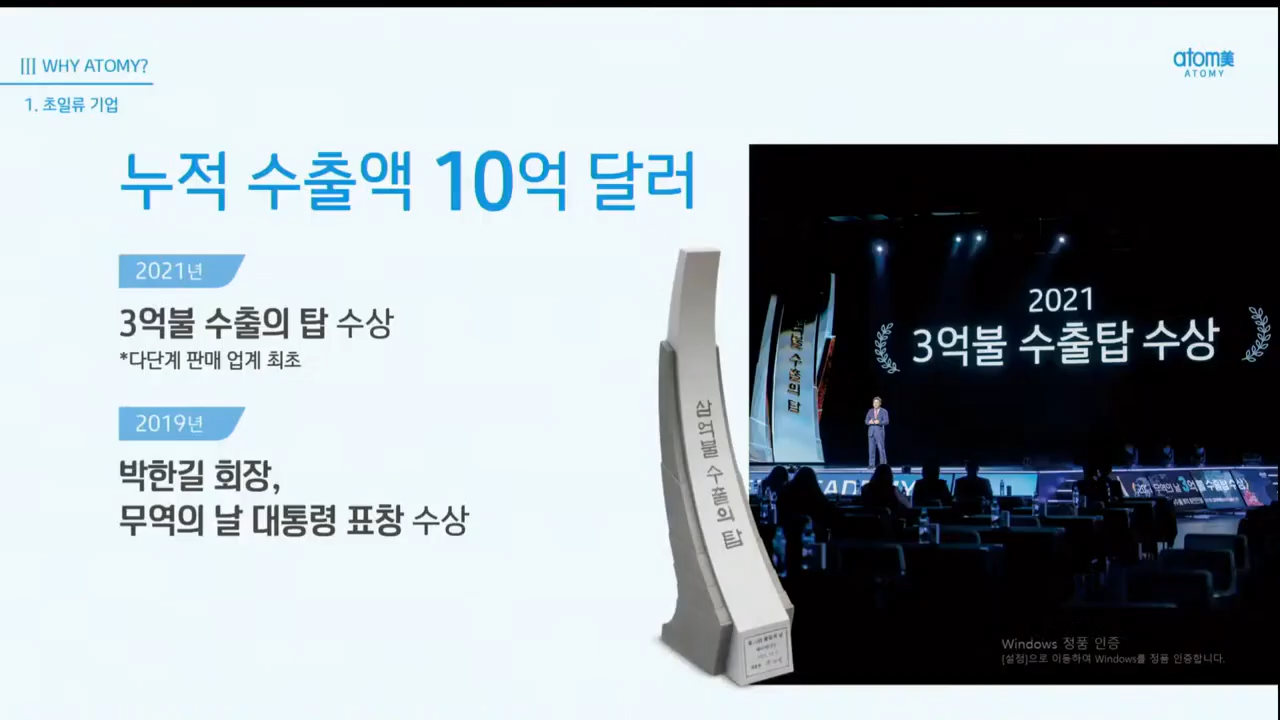 ||| WHY ATOMY?
1. 초일류 기업
atom美
ATOMY
누적 수출액 10억 달러
2021년
3억불 수출의 탑 수상
*다단계 판매 업계 최초
2019년
박한길 회장,
무역의 날 대통령 표창 수상
삼억불 수출의 탑
2021
3억불 수출탑 수상
수출의 탑
Windows 정품 인증
[설정]으로 이동하여 Windows를 정품 인증합니다.